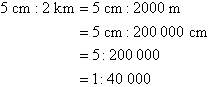 5 cm : 2 km = 5 cm : 2000 m
= 5 cm : 200 000 cm
= 5 : 200 000
= 1 : 40 000